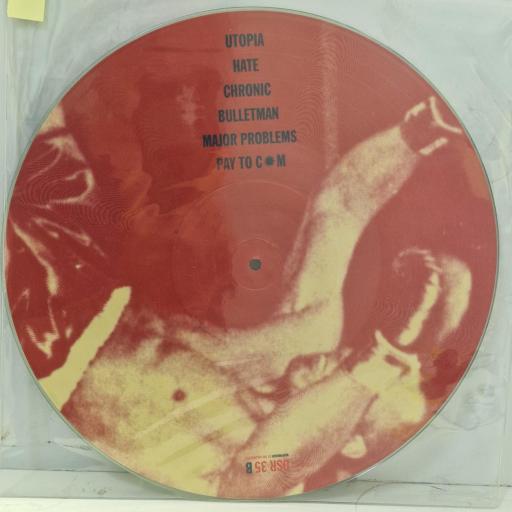 UTOPIA
HATE
CHRONIC
BULLETMAN
MAJOR PROBLEMS
PAY TO C✹M
DSR 35 B